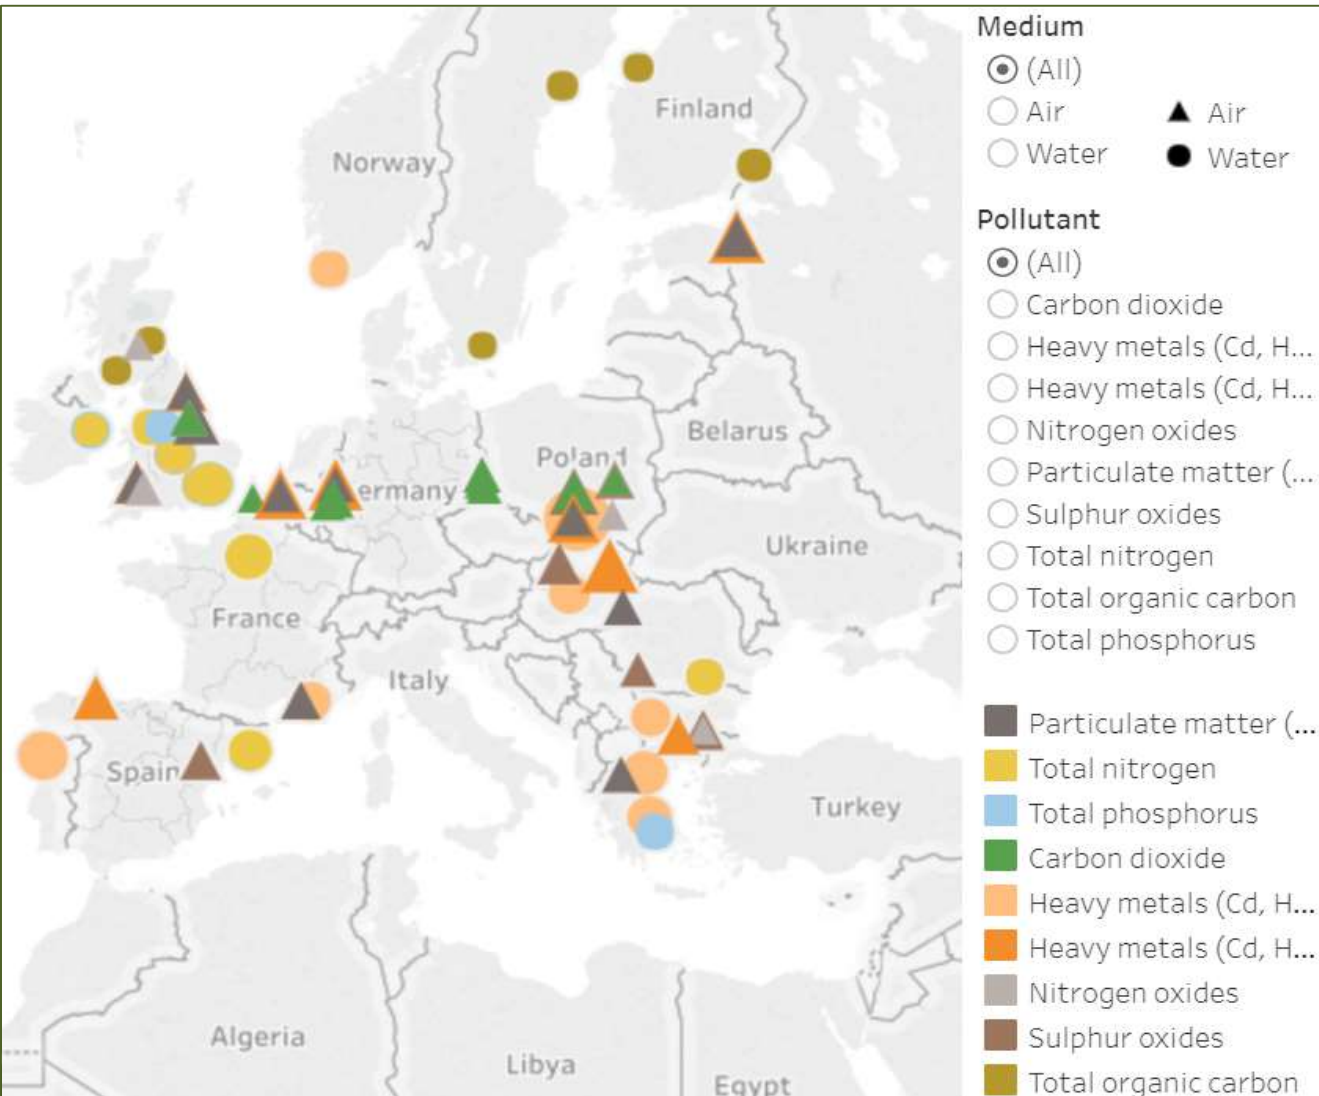 Medium
(All)
Air
Water
Air
Water
Pollutant
(All)
Carbon dioxide
Heavy metals (Cd, H...
Heavy metals (Cd, H...
Nitrogen oxides
Particulate matter (...
Sulphur oxides
Total nitrogen
Total organic carbon
Total phosphorus
Particulate matter (...
Total nitrogen
Total phosphorus
Carbon dioxide
Heavy metals (Cd, H...
Heavy metals (Cd, H...
Nitrogen oxides
Sulphur oxides
Total organic carbon
Finland
Norway
Belarus
Poland
ermany
Ukraine
France
Italy
Spain
Turkey
Algeria
Libya
Egypt